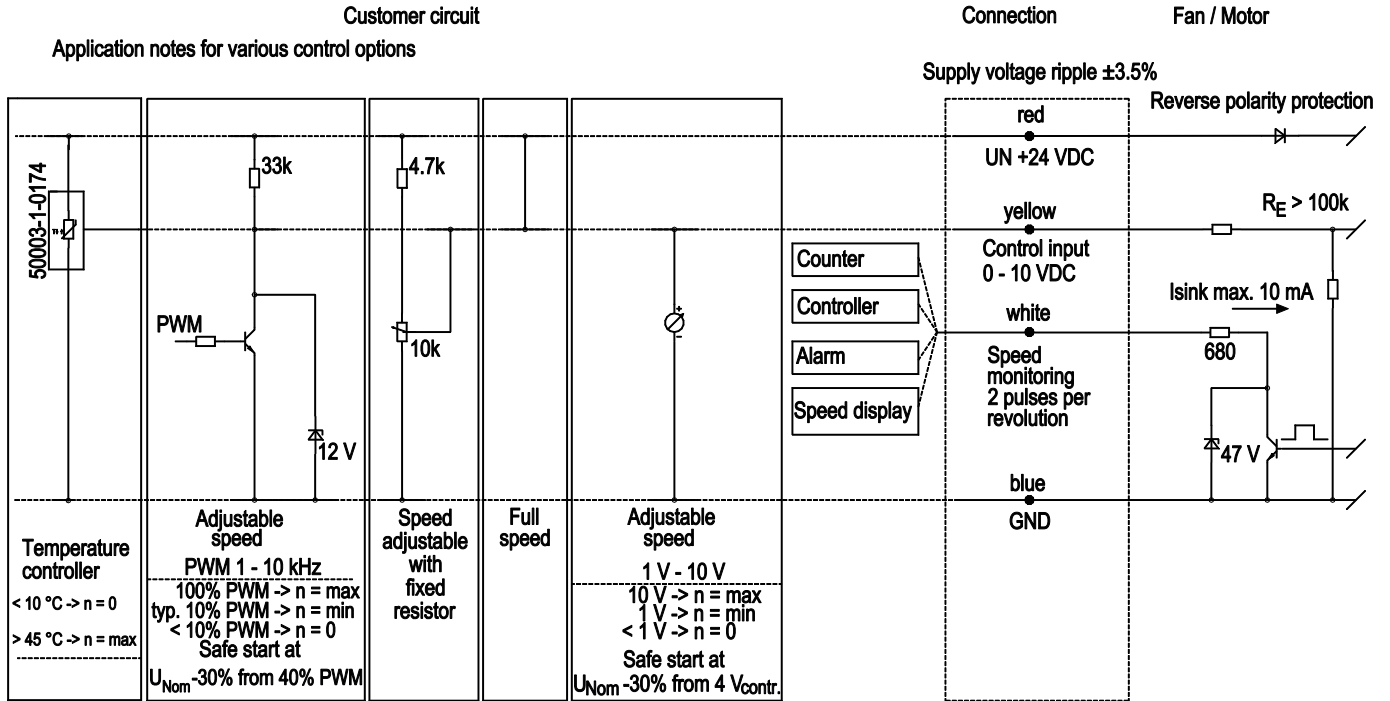 Customer circuit
Connection
Fan / Motor
Application notes for various control options
Supply voltage ripple ±3.5%
Reverse polarity protection
red
UN +24 VDC
50003-1-0174
33k
4.7k
yellow
RE > 100k
Control input
0 - 10 VDC
Counter
Controller
Alarm
Speed display
Isink max. 10 mA
white
PWM
10k
680
Speed
monitoring
2 pulses per
revolution
12 V
47 V
blue
GND
Temperature
controller
< 10 °C -> n = 0
> 45 °C -> n = max
Adjustable
speed
PWM 1 - 10 kHz
100% PWM -> n = max
typ. 10% PWM -> n = min
< 10% PWM -> n = 0
Safe start at
UNom -30% from 40% PWM
Speed
adjustable
with
fixed
resistor
Full
speed
Adjustable
speed
1 V - 10 V
10 V -> n = max
1 V -> n = min
< 1 V -> n = 0
Safe start at
UNom -30% from 4 Vcontr.
+
-